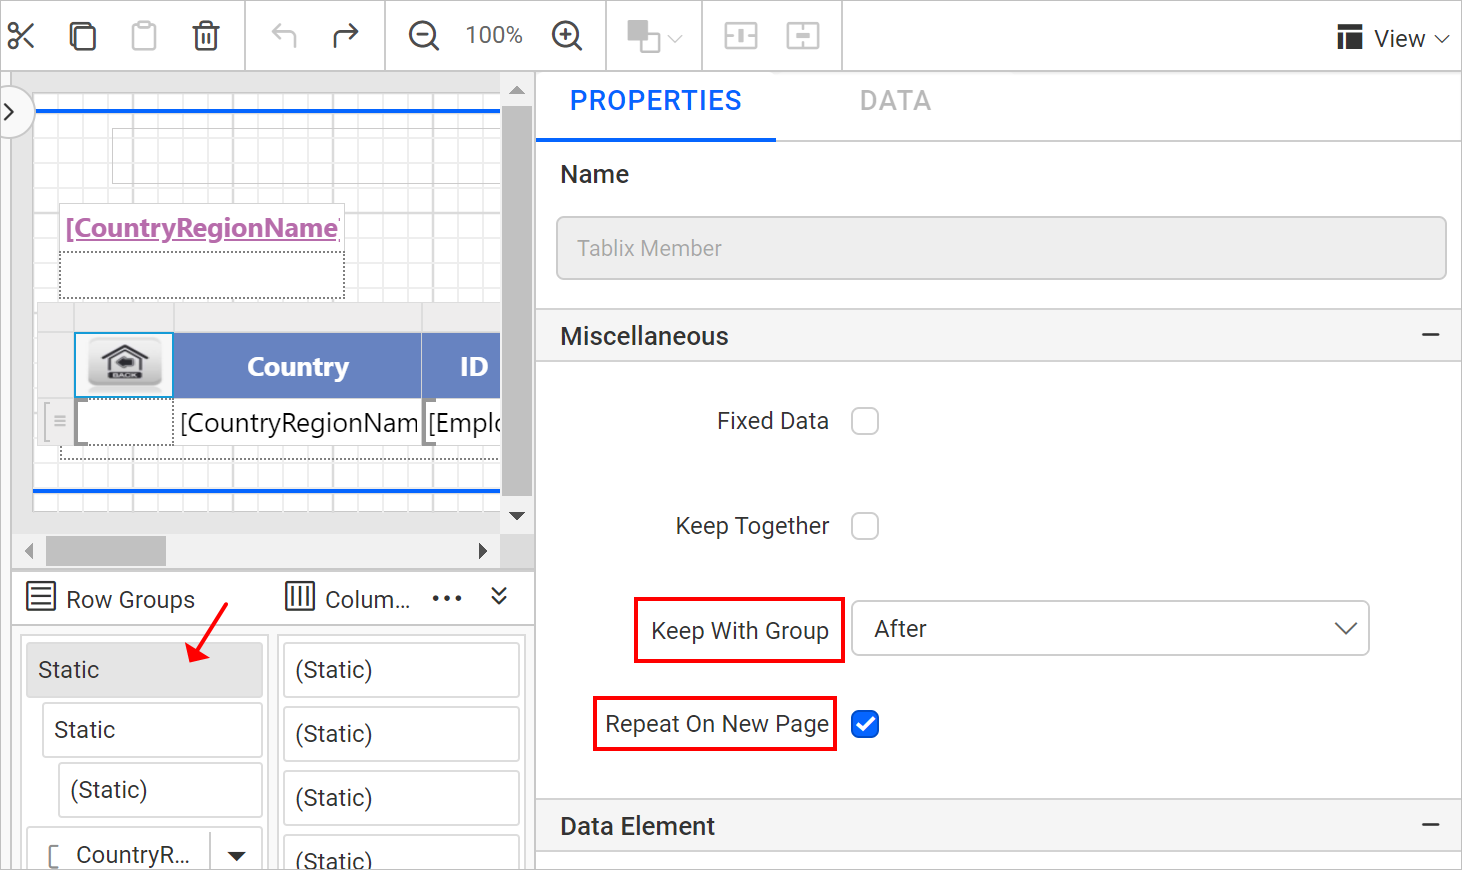 100%
View
PROPERTIES
DATA
Name
Tablix Member
[CountryRegionName
BACK
Country
ID
[CountryRegionNam
[Emplo
Miscellaneous
Fixed Data
Keep Together
Keep With Group
After
Repeat On New Page
Data Element
Row Groups
Colum...
Static
(Static)
Static
(Static)
(Static)
(Static)
CountryR...
(Static)